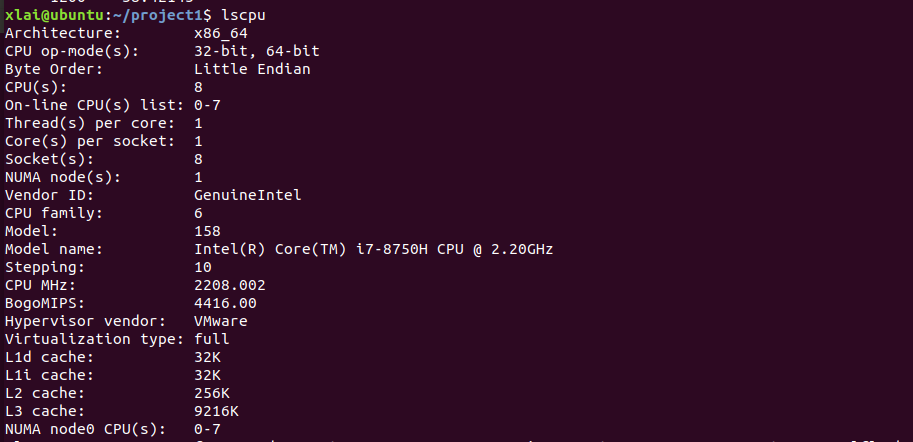 xlai@ubuntu:~/project1$ lscpu
Architecture:          x86_64
CPU op-mode(s):        32-bit, 64-bit
Byte Order:            Little Endian
CPU(s):                8
On-line CPU(s) list:   0-7
Thread(s) per core:    1
Core(s) per socket:    1
Socket(s):             8
NUMA node(s):          1
Vendor ID:             GenuineIntel
CPU family:            6
Model:                 158
Model name:            Intel(R) Core(TM) i7-8750H CPU @ 2.20GHz
Stepping:              10
CPU MHz:               2208.002
BogoMIPS:              4416.00
Hypervisor vendor:     VMware
Virtualization type:   full
L1d cache:             32K
L1i cache:             32K
L2 cache:              256K
L3 cache:              9216K
NUMA node0 CPU(s):     0-7